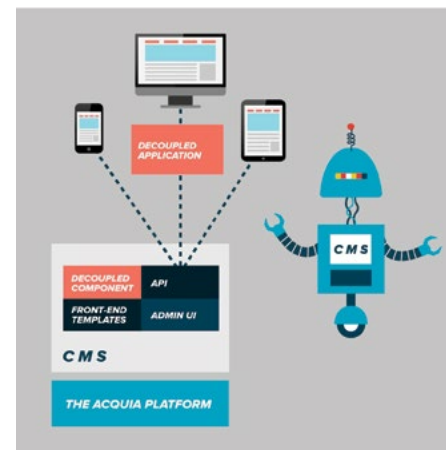 DECOUPLED
APPLICATION
CMS
DECOUPLED
COMPONENT
API
FRONT-END
TEMPLATES
ADMIN UI
CMS
THE ACQUIA PLATFORM